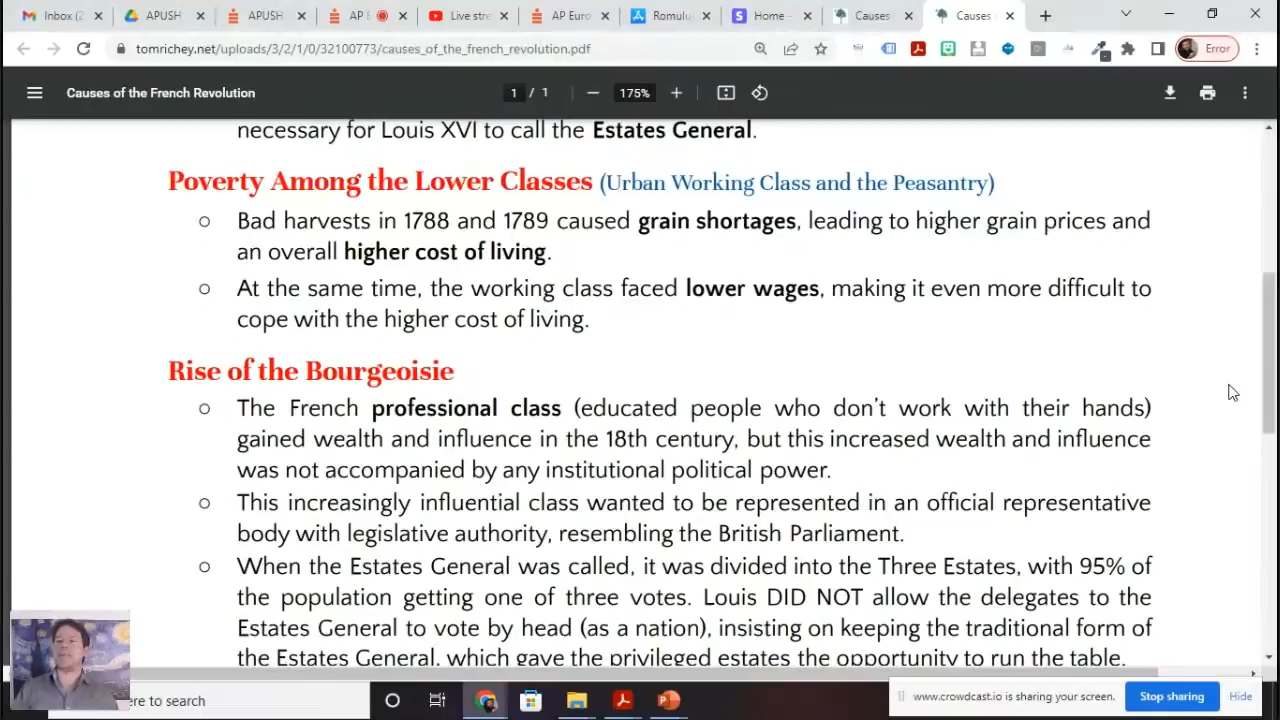 Inbox (2
APUSH
APUSH
AP E
Live stre
AP Euro
Romulu
Home -
Causes
Causes
tomrichey.net/uploads/3/2/1/0/32100773/causes_of_the_french_revolution.pdf
Error
Causes of the French Revolution
1 / 1
175%
necessary for Louis XVI to call the Estates General.
Poverty Among the Lower Classes (Urban Working Class and the Peasantry)
Bad harvests in 1788 and 1789 caused grain shortages, leading to higher grain prices and
an overall higher cost of living.
At the same time, the working class faced lower wages, making it even more difficult to
cope with the higher cost of living.
Rise of the Bourgeoisie
The French professional class (educated people who don't work with their hands)
gained wealth and influence in the 18th century, but this increased wealth and influence
was not accompanied by any institutional political power.
This increasingly influential class wanted to be represented in an official representative
body with legislative authority, resembling the British Parliament.
When the Estates General was called, it was divided into the Three Estates, with 95% of
the population getting one of three votes. Louis DID NOT allow the delegates to the
Estates General to vote by head (as a nation), insisting on keeping the traditional form of
the Estates General, which gave the privileged estates the opportunity to run the table.
ere to search
www.crowdcast.io is sharing your screen.
Stop sharing
Hide